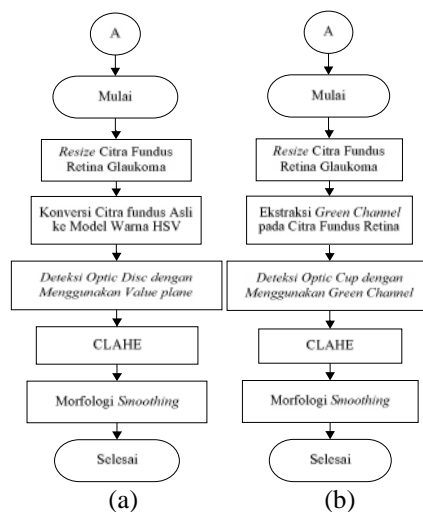 A
Mulai
Resize Citra Fundus
Retina Glaukoma
Konversi Citra fundus Asli
ke Model Warna HSV
Deteksi Optic Disc dengan
Menggunakan Value plane
CLAHE
Morfologi Smoothing
Selesai
(a)
A
Mulai
Resize Citra Fundus
Retina Glaukoma
Ekstraksi Green Channel
pada Citra Fundus Retina
Deteksi Optic Cup dengan
Menggunakan Green Channel
CLAHE
Morfologi Smoothing
Selesai
(b)